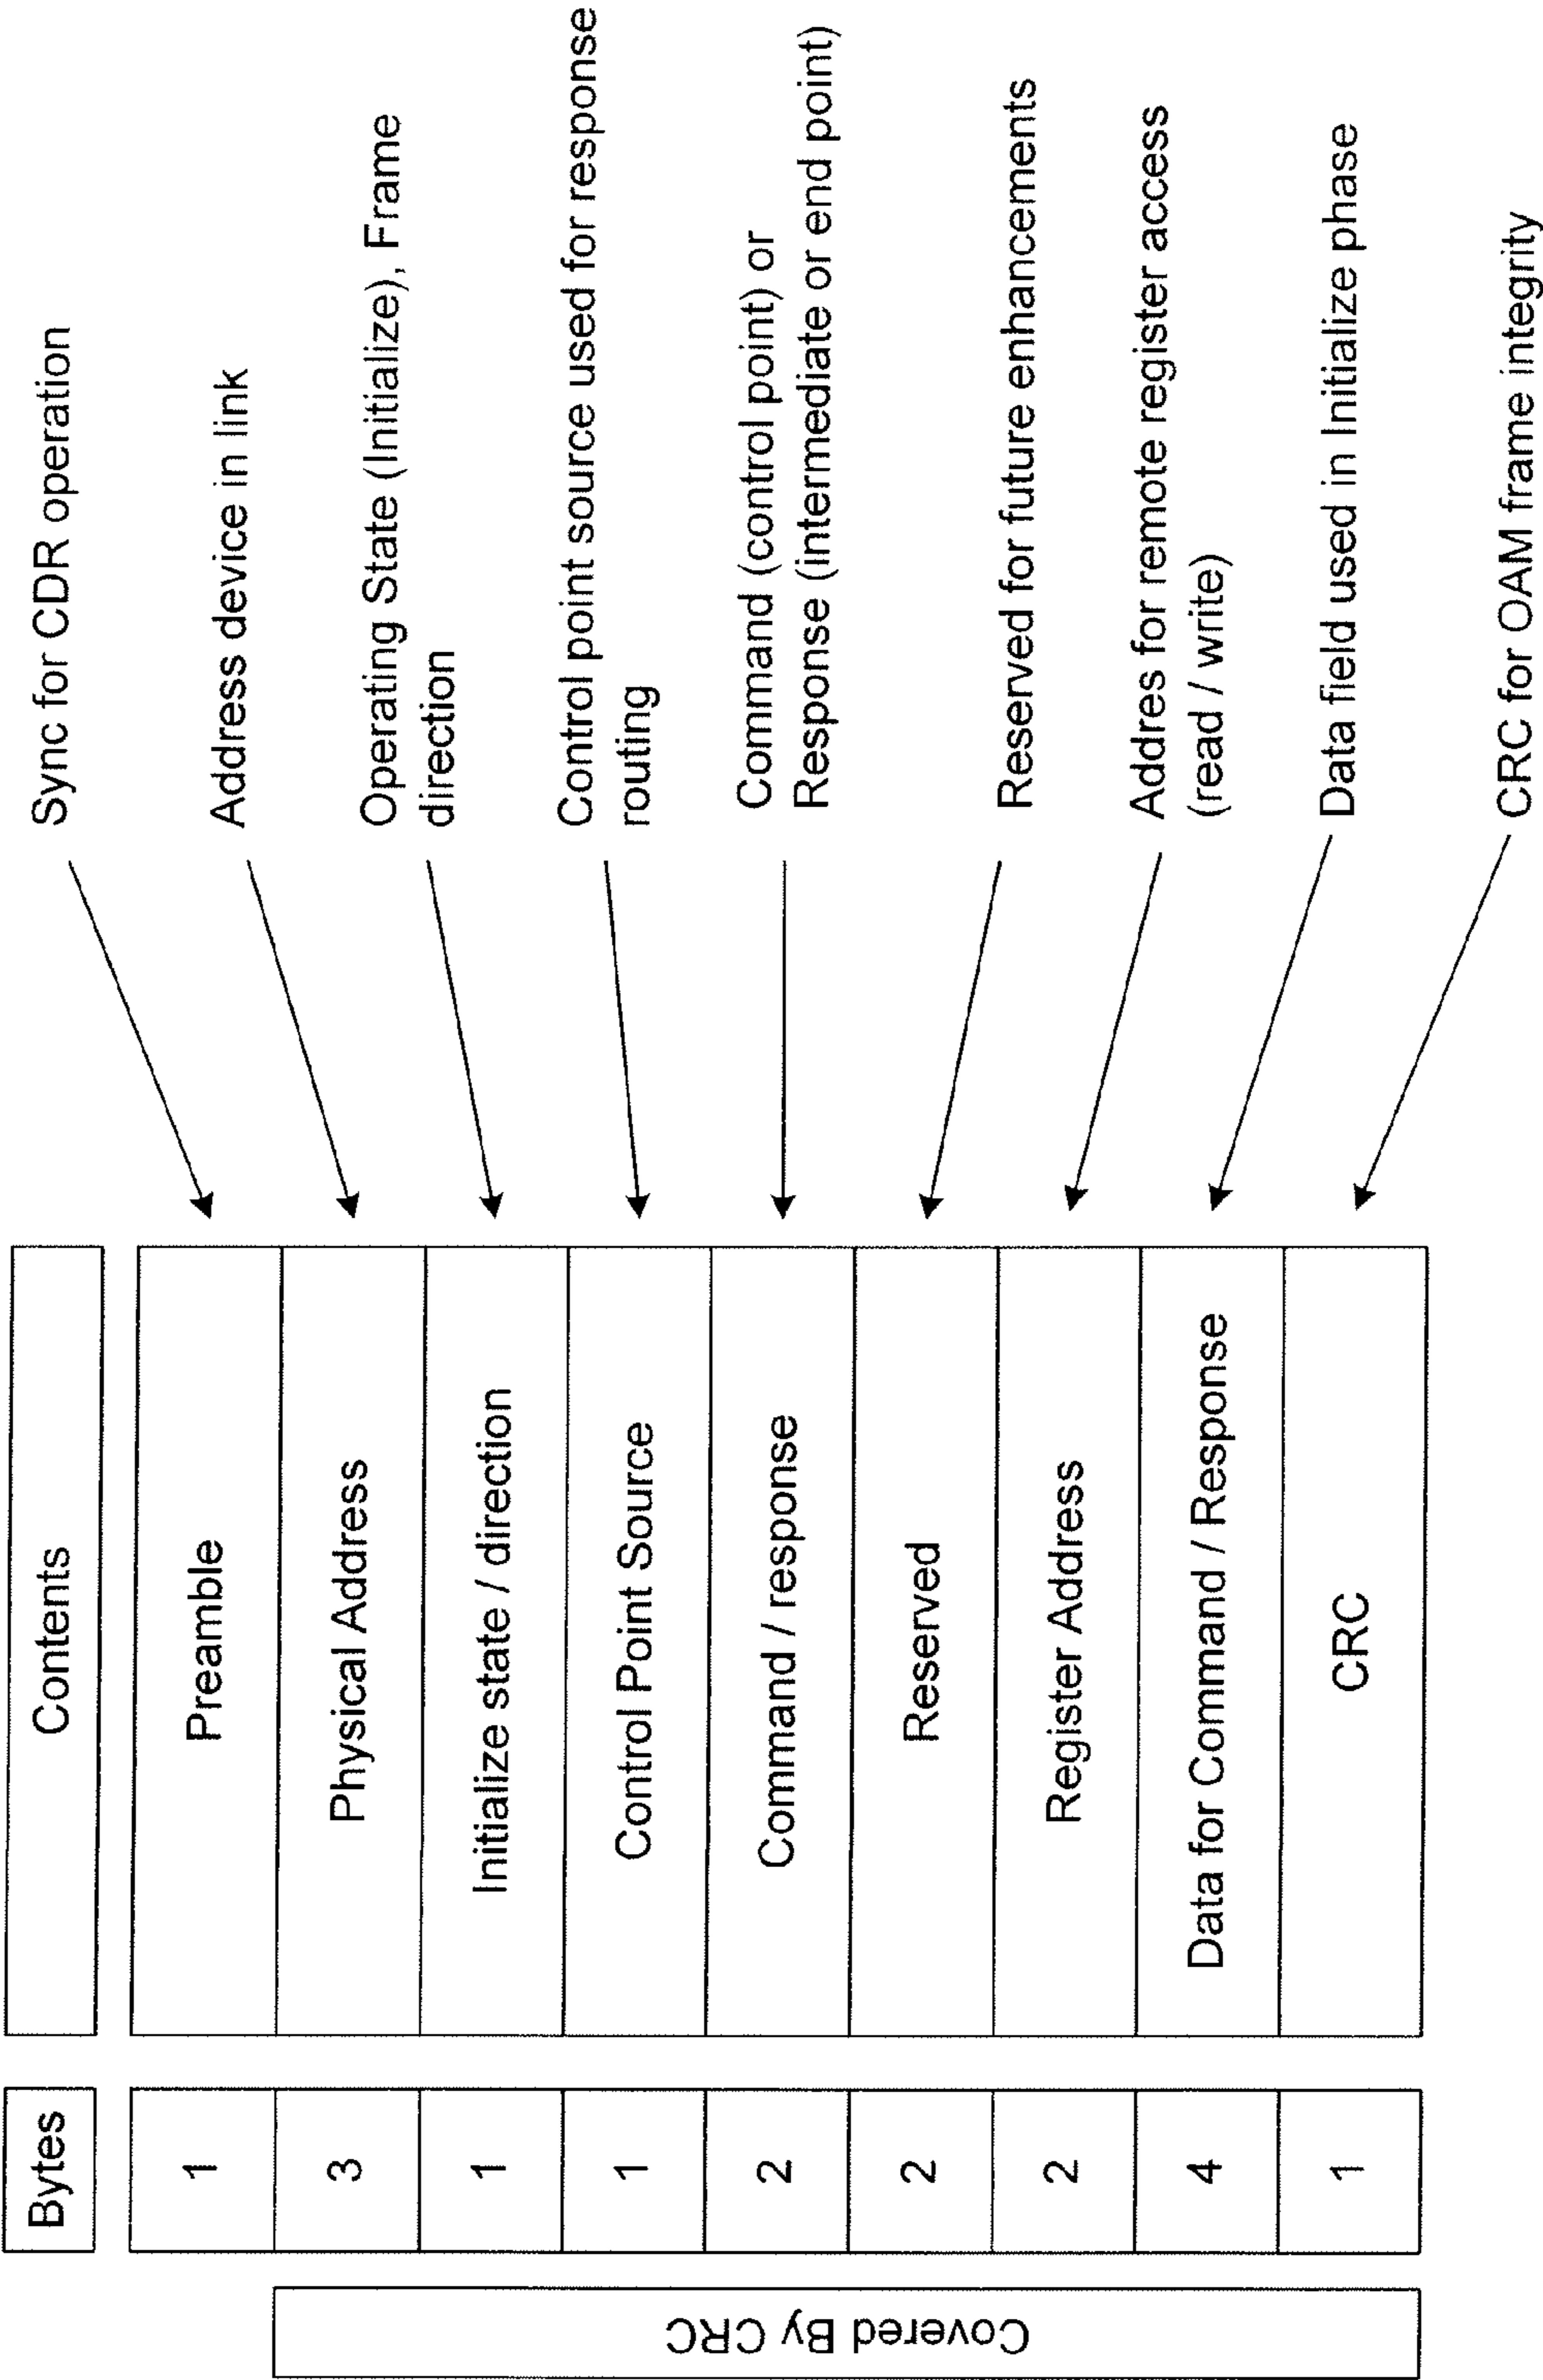 Bytes
Contents
1
Preamble
Sync for CDR operation
3
Physical Address
Address device in link
1
Initialize state / direction
Operating State (Initialize), Frame
direction
1
Control Point Source
Control point source used for response
routing
2
Command / response
Command (control point) or
Response (intermediate or end point)
2
Reserved
Reserved for future enhancements
2
Register Address
Addres for remote register access
(read / write)
4
Data for Command / Response
Data field used in Initialize phase
1
CRC
CRC for OAM frame integrity
Covered By CRC